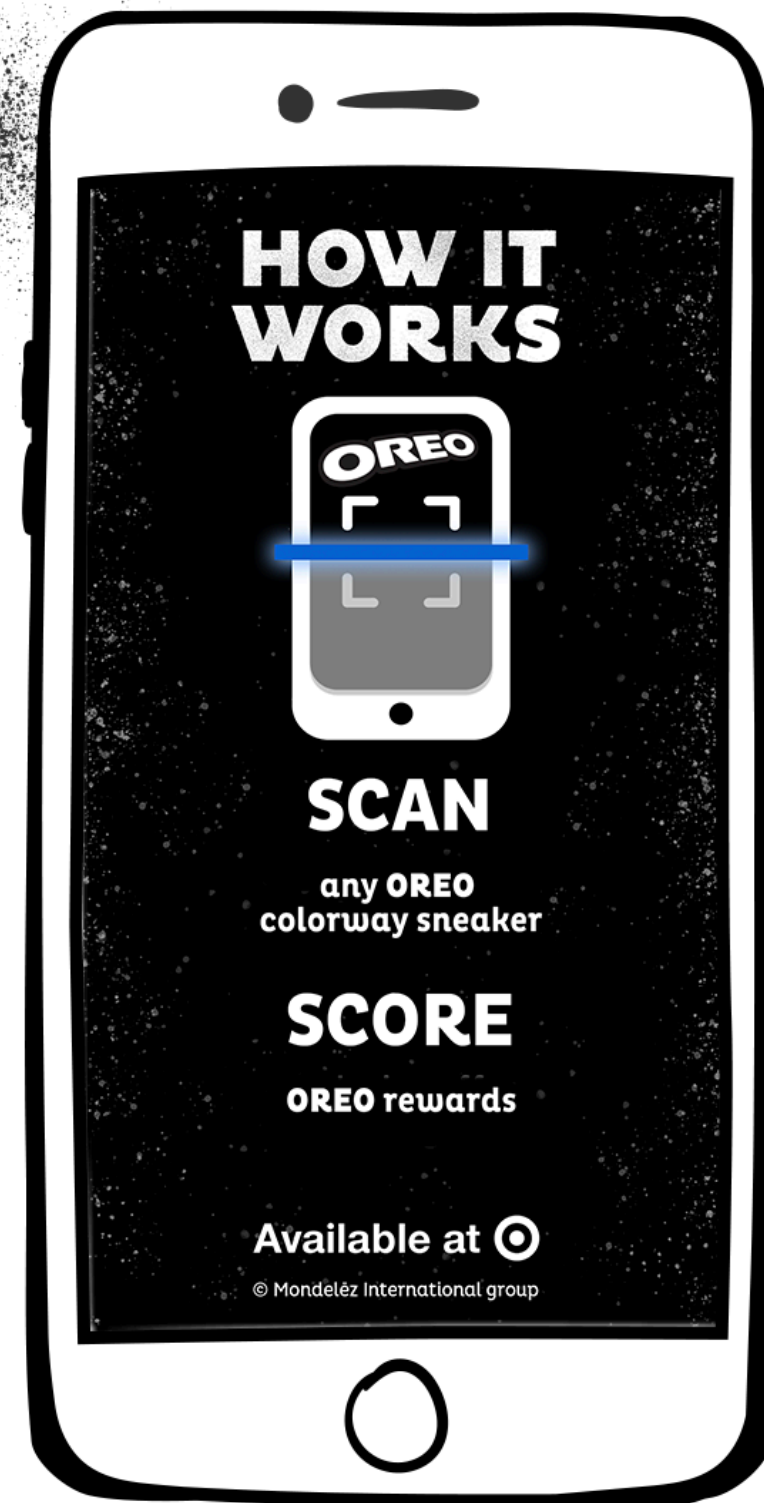 HOW IT
WORKS
OREO
SCAN
any OREO
colorway sneaker
SCORE
OREO rewards
Available at
© Mondelēz International group